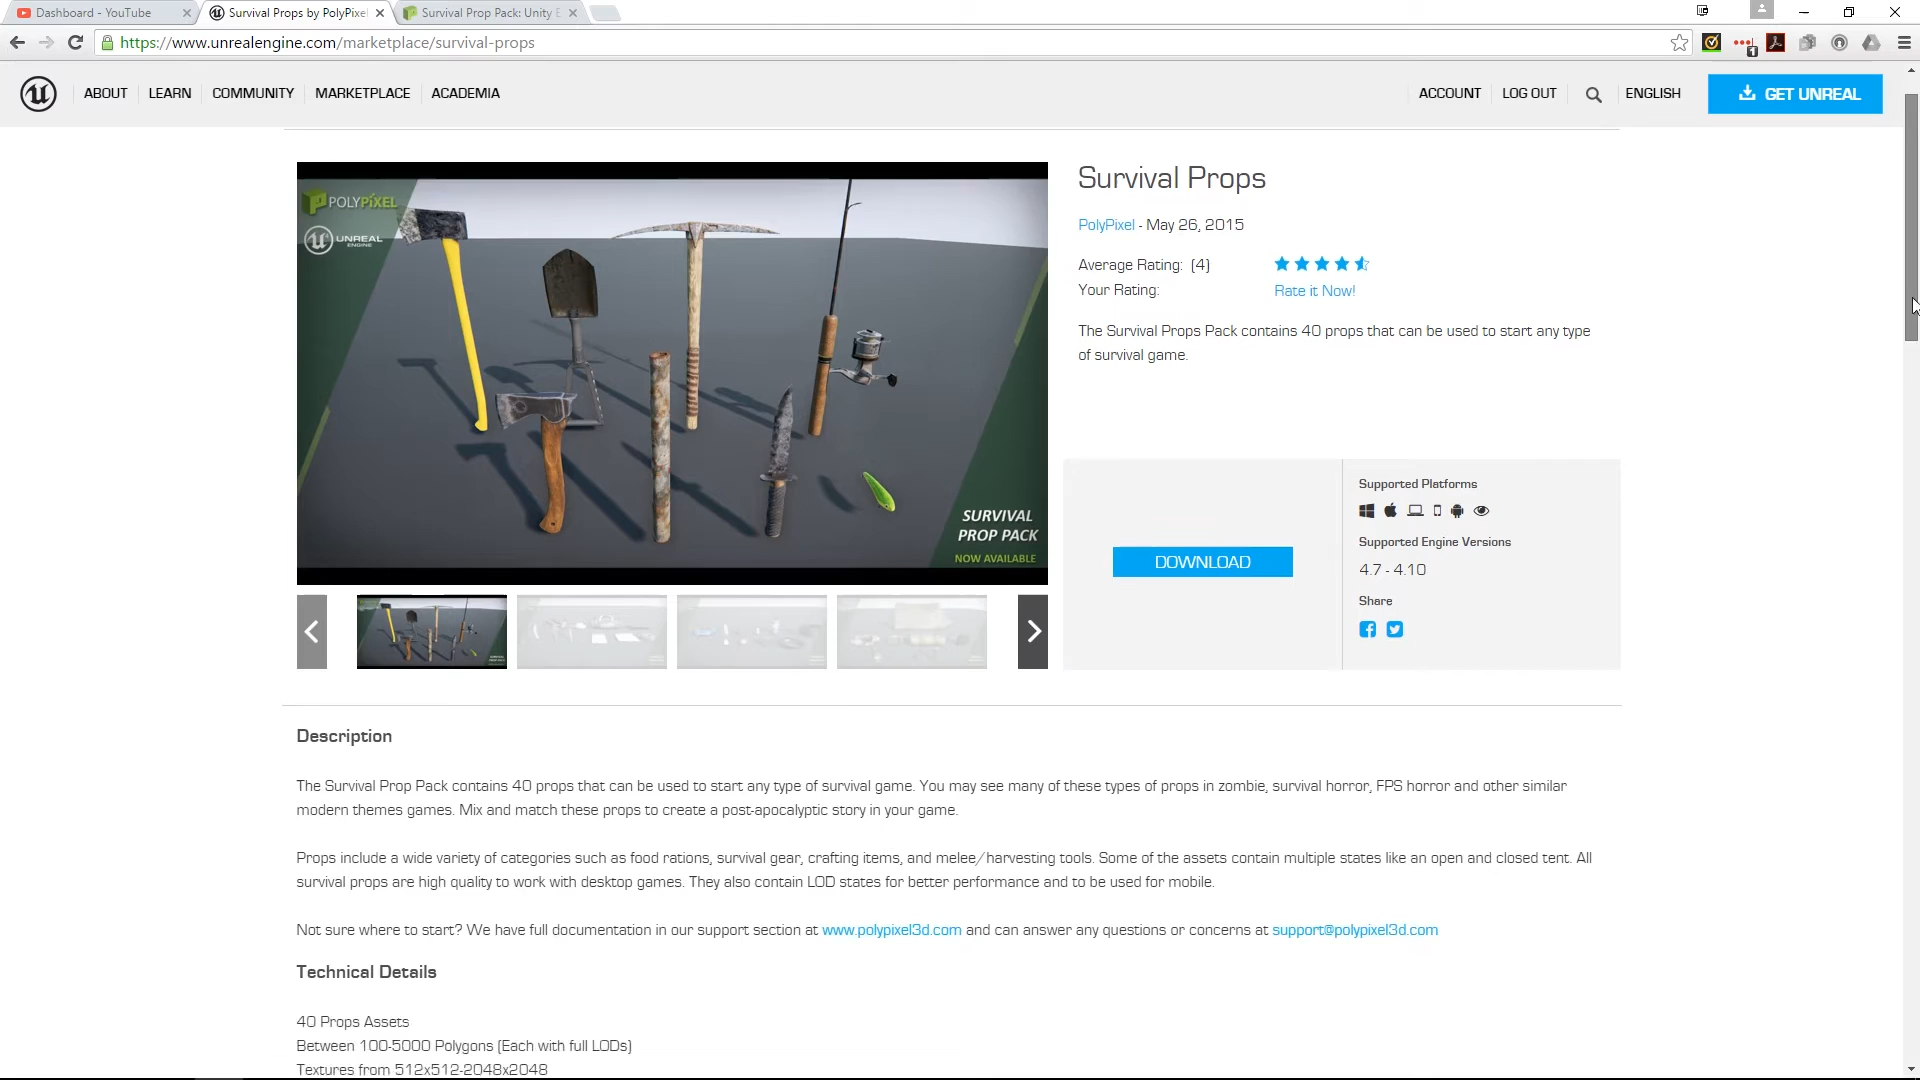 Dashboard - YouTube
Survival Props by PolyPixel
Survival Prop Pack: Unity E
https://www.unrealengine.com/marketplace/survival-props
1
ABOUT
LEARN
COMMUNITY
MARKETPLACE
ACADEMIA
ACCOUNT
LOG OUT
ENGLISH
GET UNREAL
POLYPIXEL
UNREAL
ENGINE
SURVIVAL
PROP PACK
NOW AVAILABLE
Survival Props
PolyPixel - May 26, 2015
Average Rating: (4)
Your Rating: Rate it Now!
The Survival Props Pack contains 40 props that can be used to start any type
of survival game.
DOWNLOAD
Supported Platforms
Supported Engine Versions
4.7 - 4.10
Share
Description
The Survival Prop Pack contains 40 props that can be used to start any type of survival game. You may see many of these types of props in zombie, survival horror, FPS horror and other similar
modern themes games. Mix and match these props to create a post-apocalyptic story in your game.
Props include a wide variety of categories such as food rations, survival gear, crafting items, and melee/harvesting tools. Some of the assets contain multiple states like an open and closed tent. All
survival props are high quality to work with desktop games. They also contain LOD states for better performance and to be used for mobile.
Not sure where to start? We have full documentation in our support section at www.polypixel3d.com and can answer any questions or concerns at support@polypixel3d.com
Technical Details
40 Props Assets
Between 100-5000 Polygons (Each with full LODs)
Textures from 512x512-2048x2048